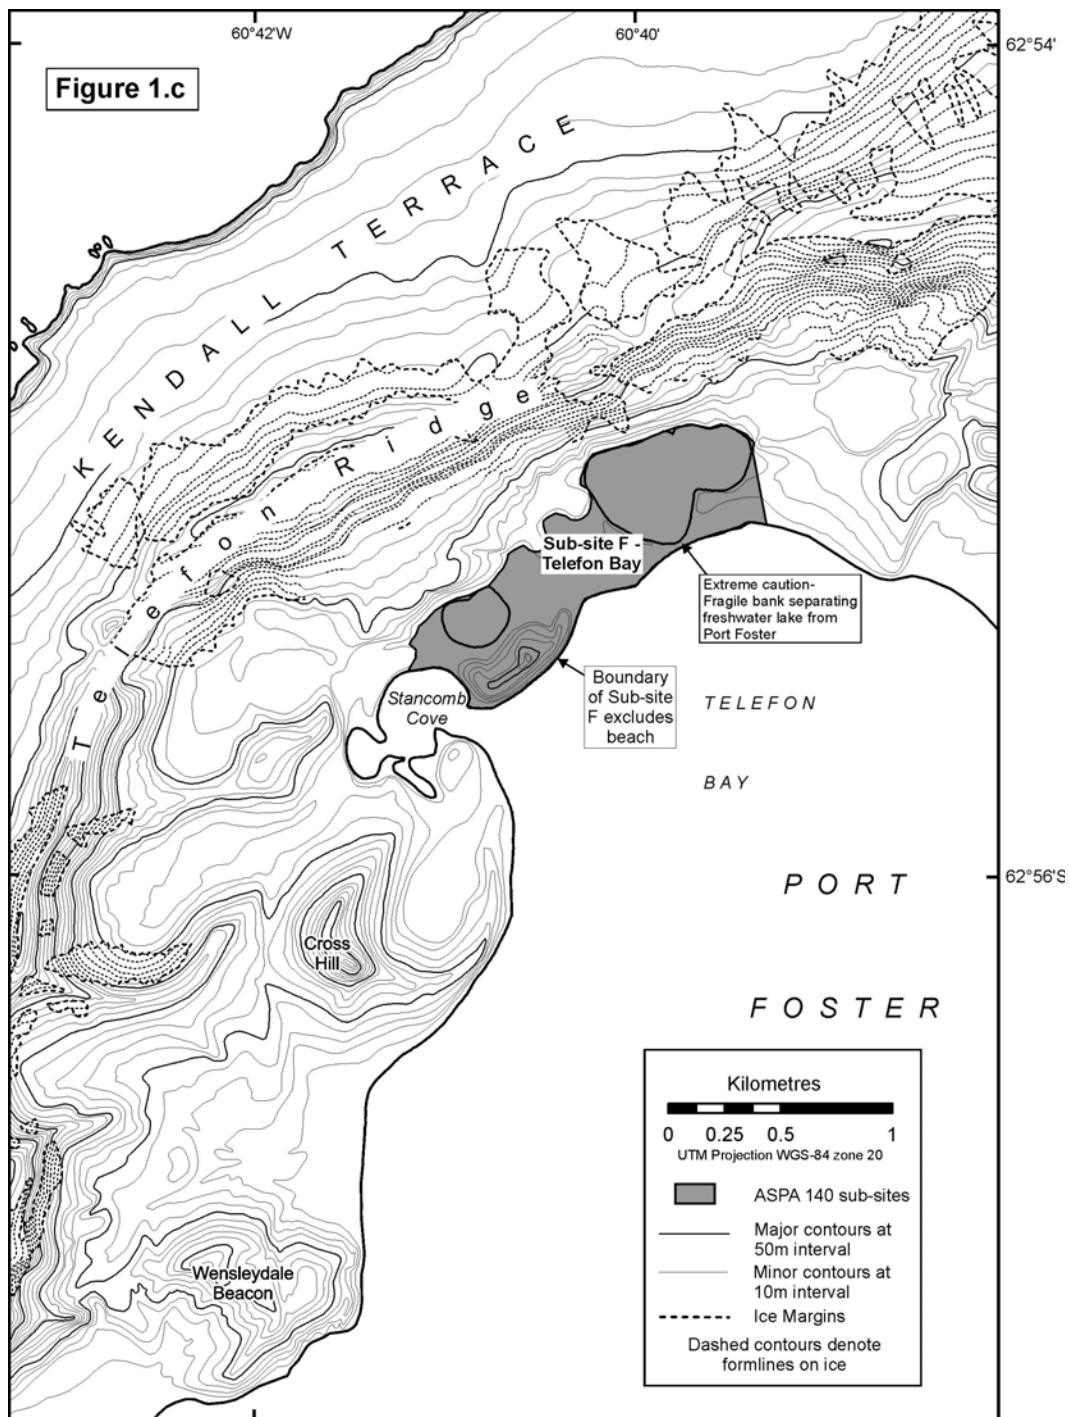 60°42'W
60°40'
62°54'
Figure 1.c
KENDALL TERRACE
Telefon Ridge
Sub-site F -
Telefon Bay
Extreme caution-
Fragile bank separating
freshwater lake from
Port Foster
Boundary
of Sub-site
F excludes
beach
Stancomb
Cove
TELEFON
BAY
62°56'S
PORT
FOSTER
Cross
Hill
Wensleydale
Beacon
Kilometres
0 0.25 0.5 1
UTM Projection WGS-84 zone 20
ASPA 140 sub-sites
Major contours at
50m interval
Minor contours at
10m interval
Ice Margins
Dashed contours denote
formlines on ice